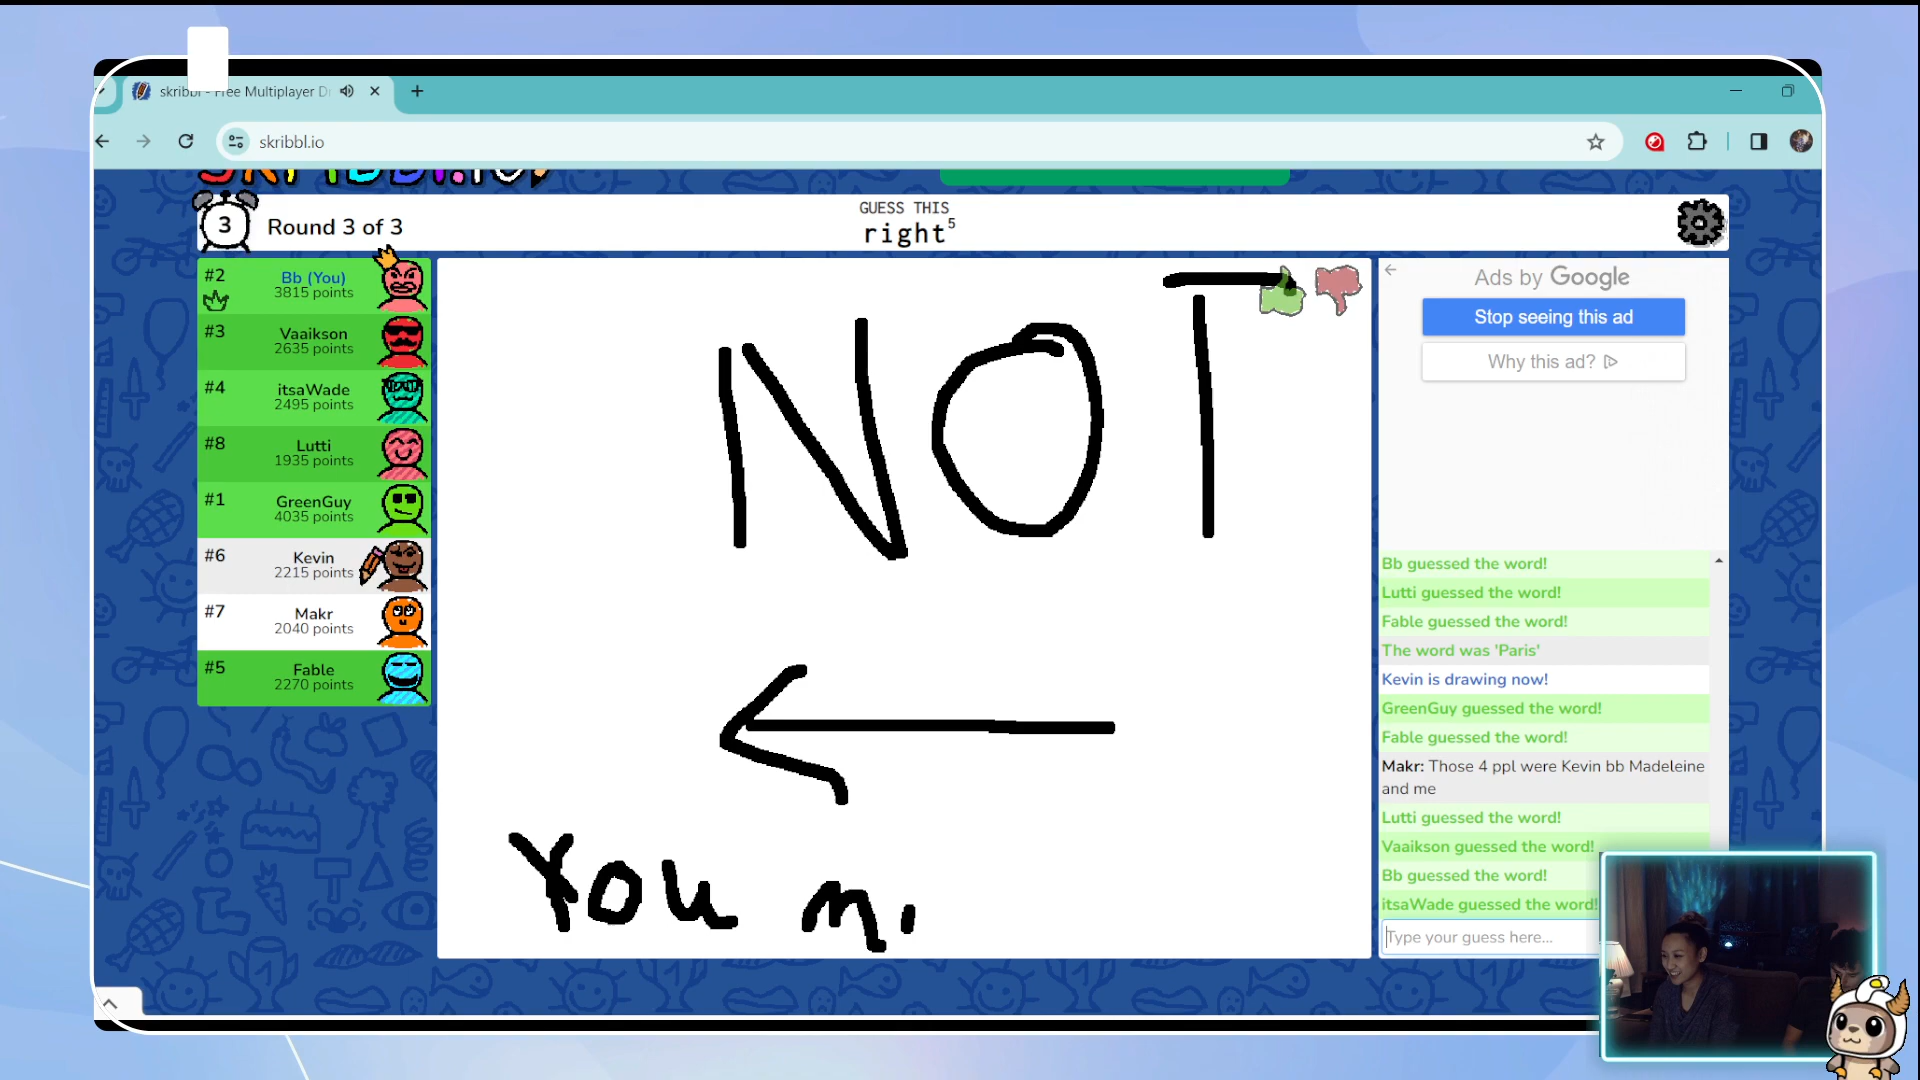 skribbl - Free Multiplayer Dr
skribbl.io
SKRIBBL.IO
3
Round 3 of 3
GUESS THIS
right5
#2
Bb (You)
3815 points
#3
Vaaikson
2635 points
#4
itsaWade
2495 points
#8
Lutti
1935 points
#1
GreenGuy
4035 points
#6
Kevin
2215 points
#7
Makr
2040 points
#5
Fable
2270 points
NOT
You
Ads by Google
Stop seeing this ad
Why this ad?
Bb guessed the word!
Lutti guessed the word!
Fable guessed the word!
The word was 'Paris'
Kevin is drawing now!
GreenGuy guessed the word!
Fable guessed the word!
Makr: Those 4 ppl were Kevin bb Madeleine
and me
Lutti guessed the word!
Vaaikson guessed the word!
Bb guessed the word!
itsaWade guessed the word!
Type your guess here...